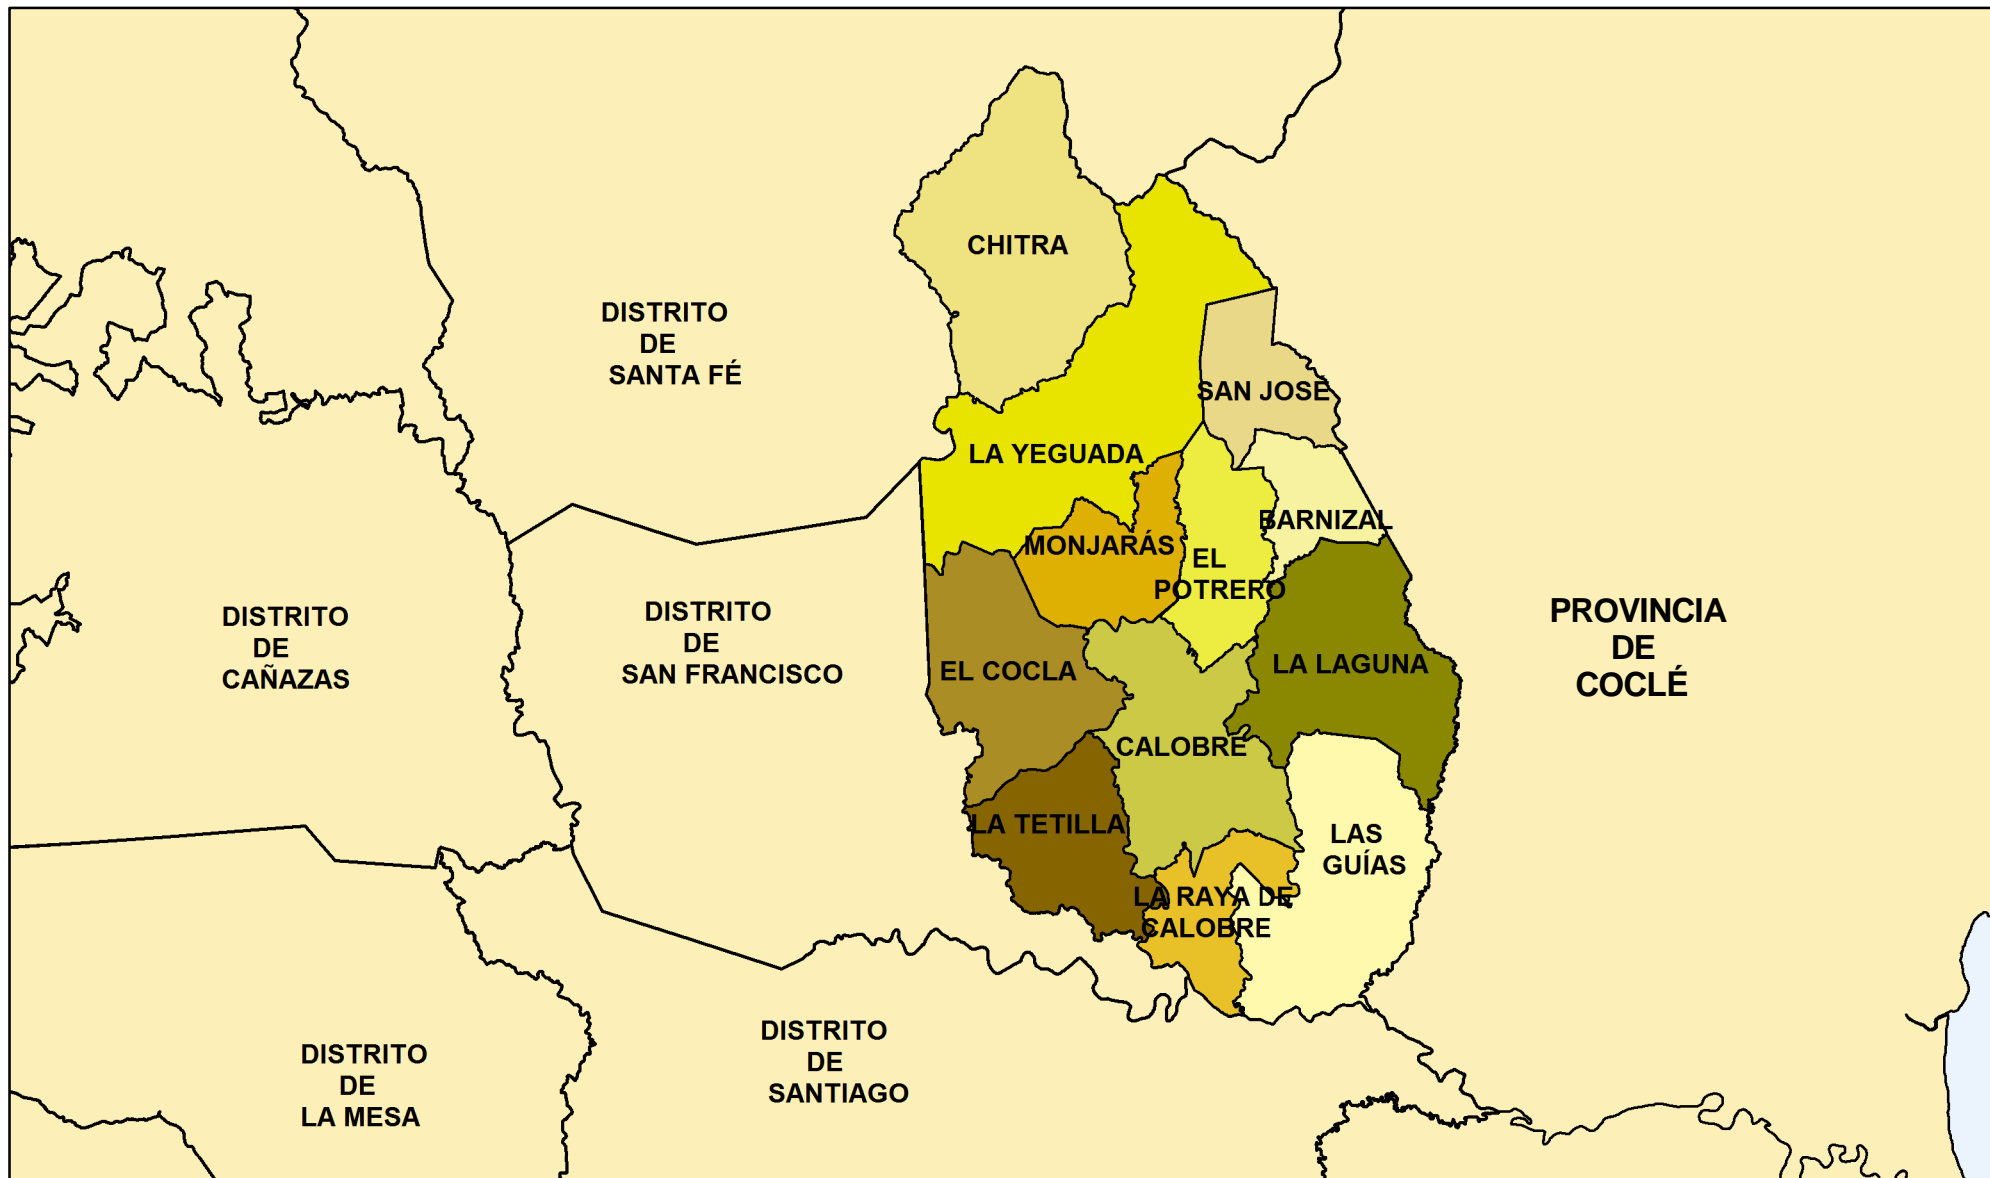 CHITRA
DISTRITO
DE
SANTA FÉ
SAN JOSE
LA YEGUADA
BARNIZAL
MONJARÁS
EL
POTRERO
DISTRITO
DE
CAÑAZAS
DISTRITO
DE
SAN FRANCISCO
EL COCLA
LA LAGUNA
PROVINCIA
DE
COCLÉ
CALOBRE
LA TETILLA
LAS
GUÍAS
LA RAYA DE
CALOBRE
DISTRITO
DE
LA MESA
DISTRITO
DE
SANTIAGO